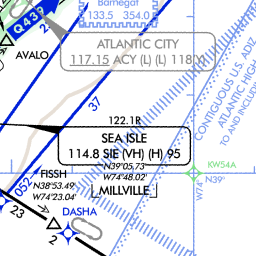 Barnegat
133.5 354.0
Q439
AVALO
ATLANTIC CITY
117.15 ACY (L) (L) 118(Y)
CONTIGUOUS U.S. ADIZ
ATLANTIC HIGH
TO AND INCLUDING
37
122.1R
SEA ISLE
114.8 SIE (VH) (H) 95
N39°05.73'
W74°48.02'
FISSH
N38°53.49'
W74°23.04'
MILLVILLE
KW54A
N39°
W74°
052
DASHA
23
2